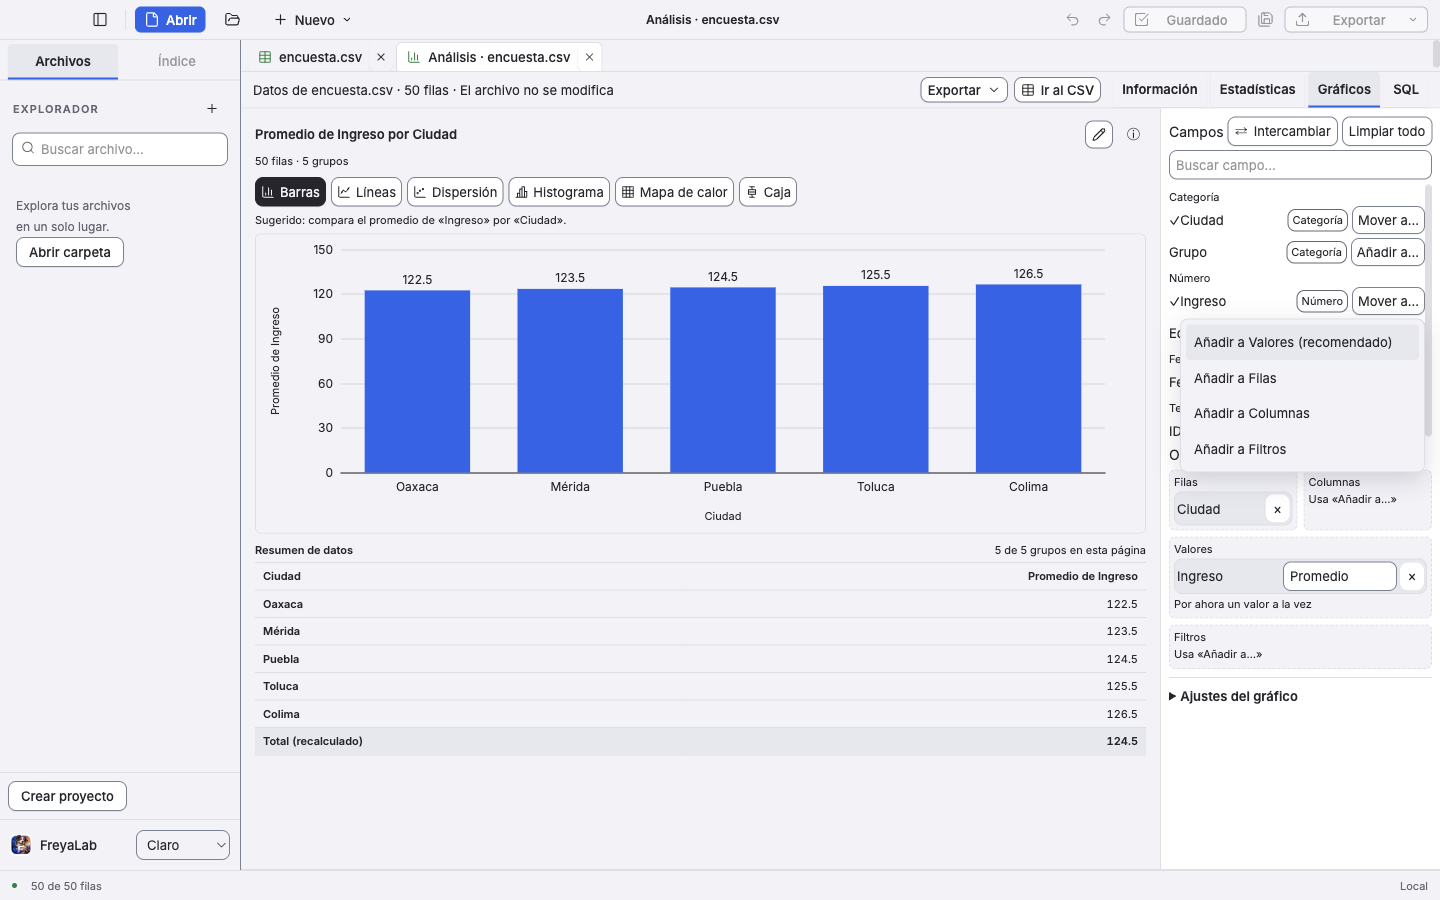 Abrir
Nuevo
Análisis · encuesta.csv
Guardado
Exportar
Archivos
Índice
EXPLORADOR
Buscar archivo...
Explora tus archivos
en un solo lugar.
Abrir carpeta
Crear proyecto
FreyaLab
Claro
encuesta.csv
Análisis · encuesta.csv
Datos de encuesta.csv · 50 filas · El archivo no se modifica
Exportar
Ir al CSV
Información
Estadísticas
Gráficos
SQL
Promedio de Ingreso por Ciudad
50 filas · 5 grupos
Barras
Líneas
Dispersión
Histograma
Mapa de calor
Caja
Sugerido: compara el promedio de «Ingreso» por «Ciudad».
150
120
90
60
30
0
Promedio de Ingreso
122.5
123.5
124.5
125.5
126.5
Oaxaca
Mérida
Puebla
Toluca
Colima
Ciudad
Resumen de datos
5 de 5 grupos en esta página
Ciudad Promedio de Ingreso
Oaxaca 122.5
Mérida 123.5
Puebla 124.5
Toluca 125.5
Colima 126.5
Total (recalculado) 124.5
Campos
Intercambiar
Limpiar todo
Buscar campo...
Categoría
✓Ciudad Categoría Mover a...
Grupo Categoría Añadir a...
Número
✓Ingreso Número Mover a...
Añadir a Valores (recomendado)
Añadir a Filas
Añadir a Columnas
Añadir a Filtros
Filas
Ciudad ×
Columnas
Usa «Añadir a...»
Valores
Ingreso Promedio ×
Por ahora un valor a la vez
Filtros
Usa «Añadir a...»
Ajustes del gráfico
50 de 50 filas
Local